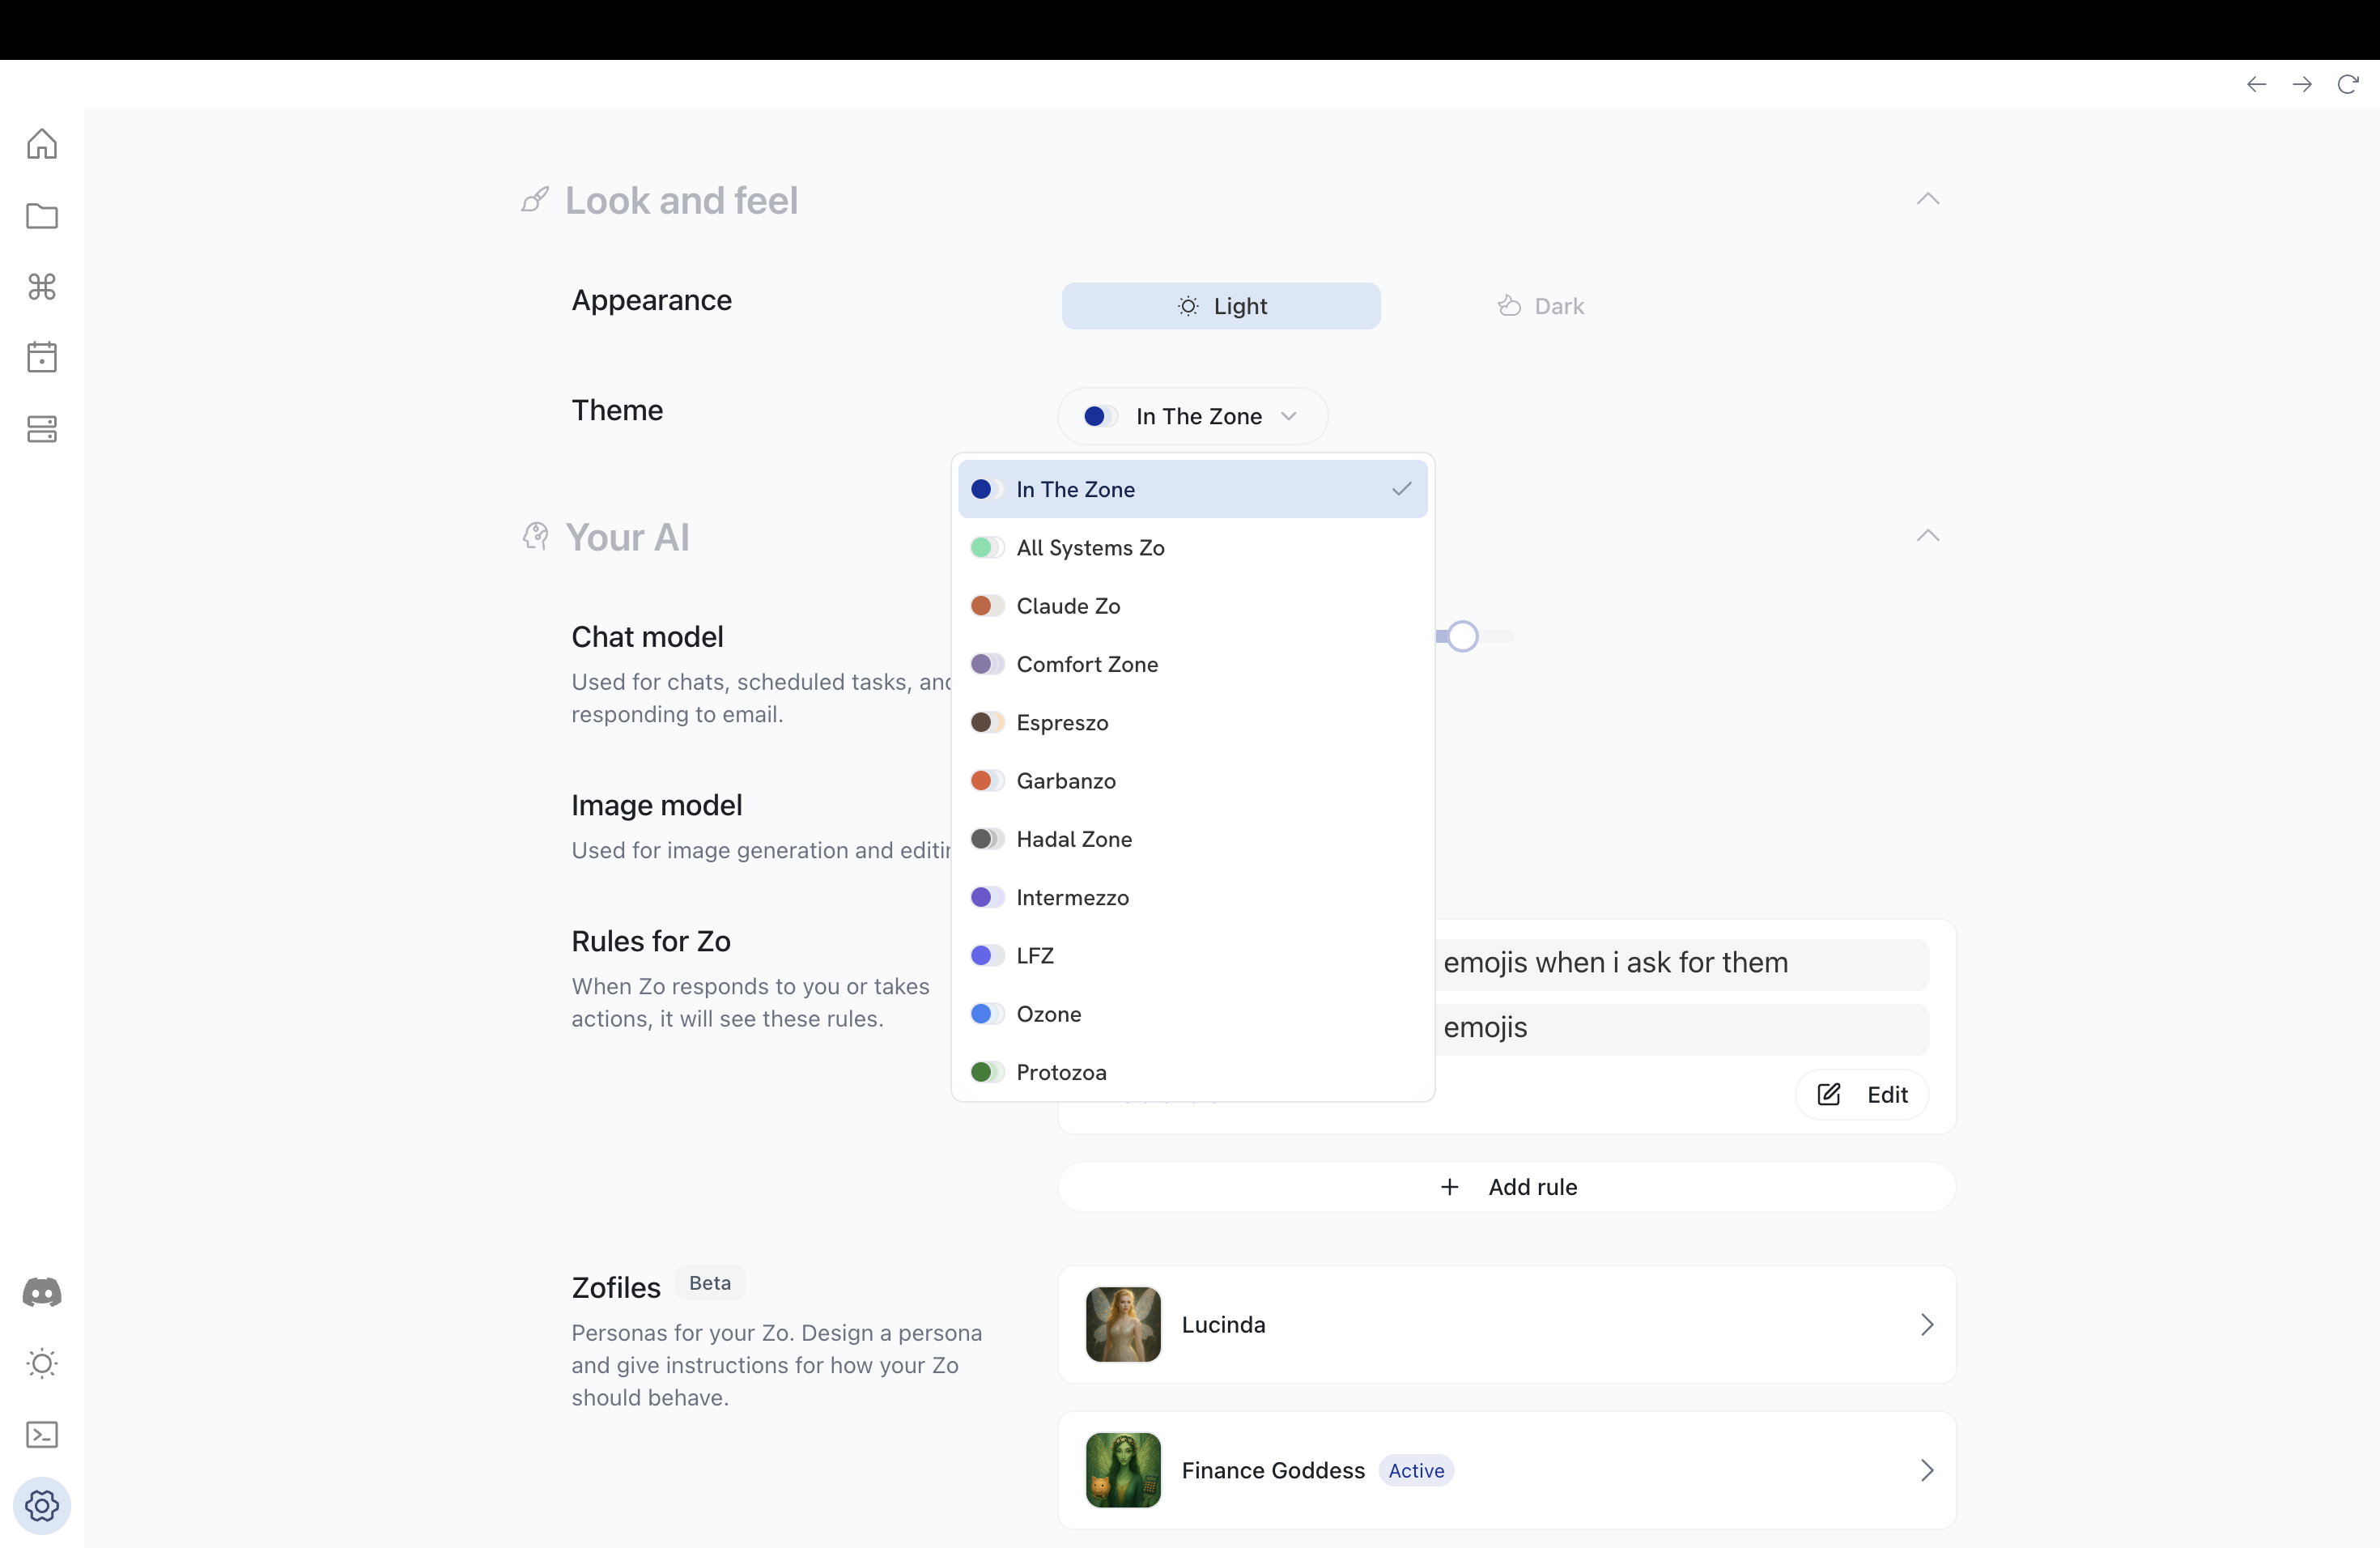 Look and feel
Appearance
Light
Dark
Theme
In The Zone
In The Zone
All Systems Zo
Claude Zo
Comfort Zone
Espreszo
Garbanzo
Hadal Zone
Intermezzo
LFZ
Ozone
Protozoa
Your AI
Chat model
Used for chats, scheduled tasks, and
responding to email.
Image model
Used for image generation and
Rules for Zo
When Zo responds to you or takes
actions, it will see these rules.
emojis when i ask for them
emojis
Edit
Add rule
Zofiles Beta
Personas for your Zo. Design a persona
and give instructions for how your Zo
should behave.
Lucinda
Finance Goddess Active